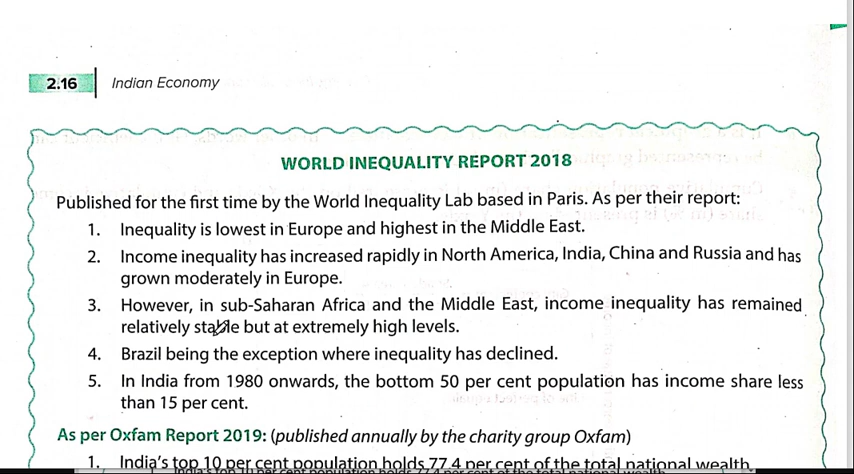 2.16 Indian Economy
WORLD INEQUALITY REPORT 2018
Published for the first time by the World Inequality Lab based in Paris. As per their report:
1. Inequality is lowest in Europe and highest in the Middle East.
2. Income inequality has increased rapidly in North America, India, China and Russia and has
grown moderately in Europe.
3. However, in sub-Saharan Africa and the Middle East, income inequality has remained
relatively stable but at extremely high levels.
4. Brazil being the exception where inequality has declined.
5. In India from 1980 onwards, the bottom 50 per cent population has income share less
than 15 per cent.
As per Oxfam Report 2019: (published annually by the charity group Oxfam)
1. India's top 10 per cent population holds 77.4 per cent of the total national wealth.